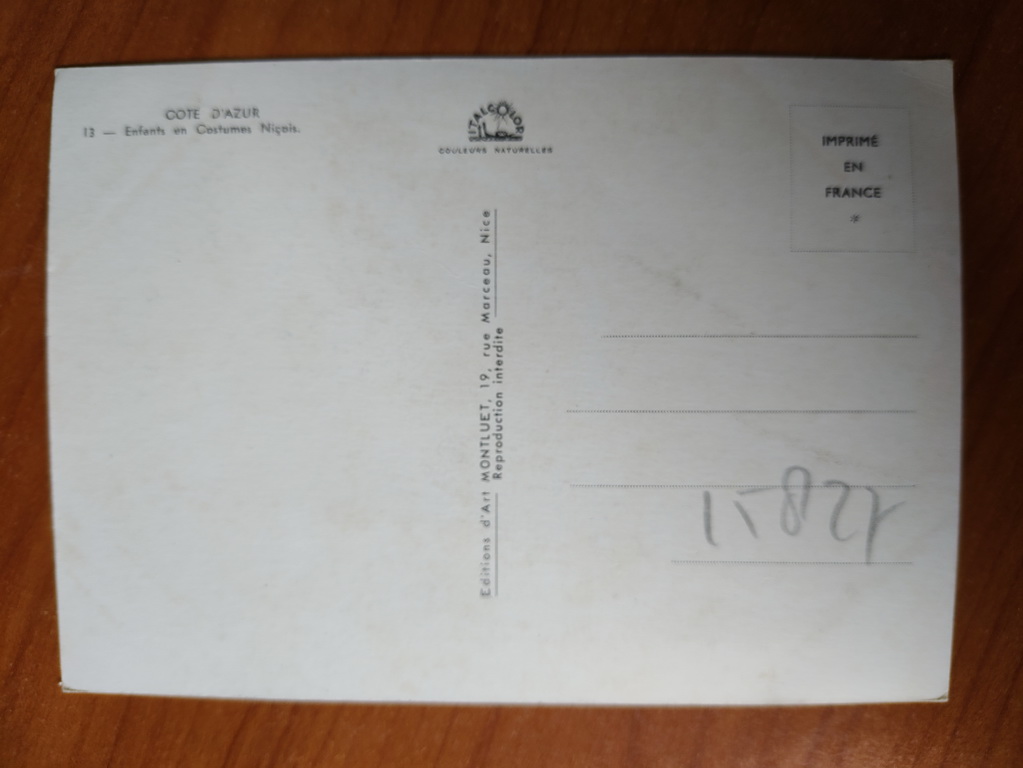 COTE D'AZUR
13 — Enfants en Costumes Niçois.
ITALCOLOR
COULEURS NATURELLES
IMPRIMÉ
EN
FRANCE
Editions d'Art MONTLUET, 19, rue Marceau, Nice
Reproduction interdite